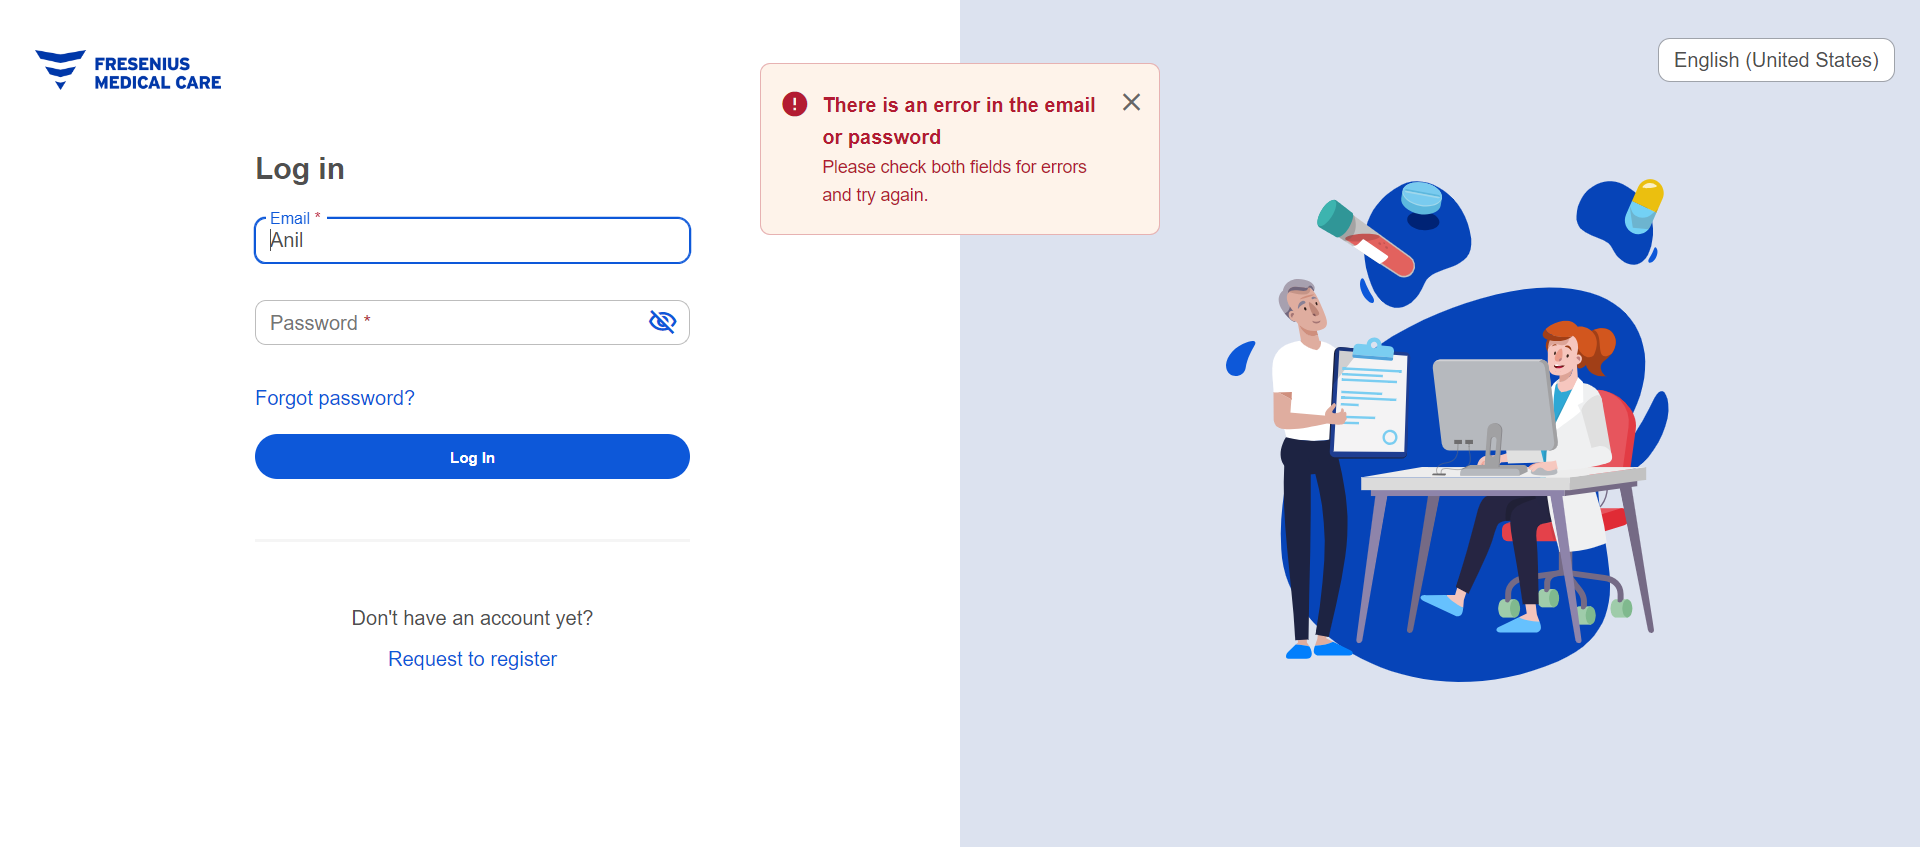 FRESENIUS
MEDICAL CARE
English (United States)
There is an error in the email
or password
Please check both fields for errors
and try again.
Log in
Email *
Anil
Password *
Forgot password?
Log In
Don't have an account yet?
Request to register